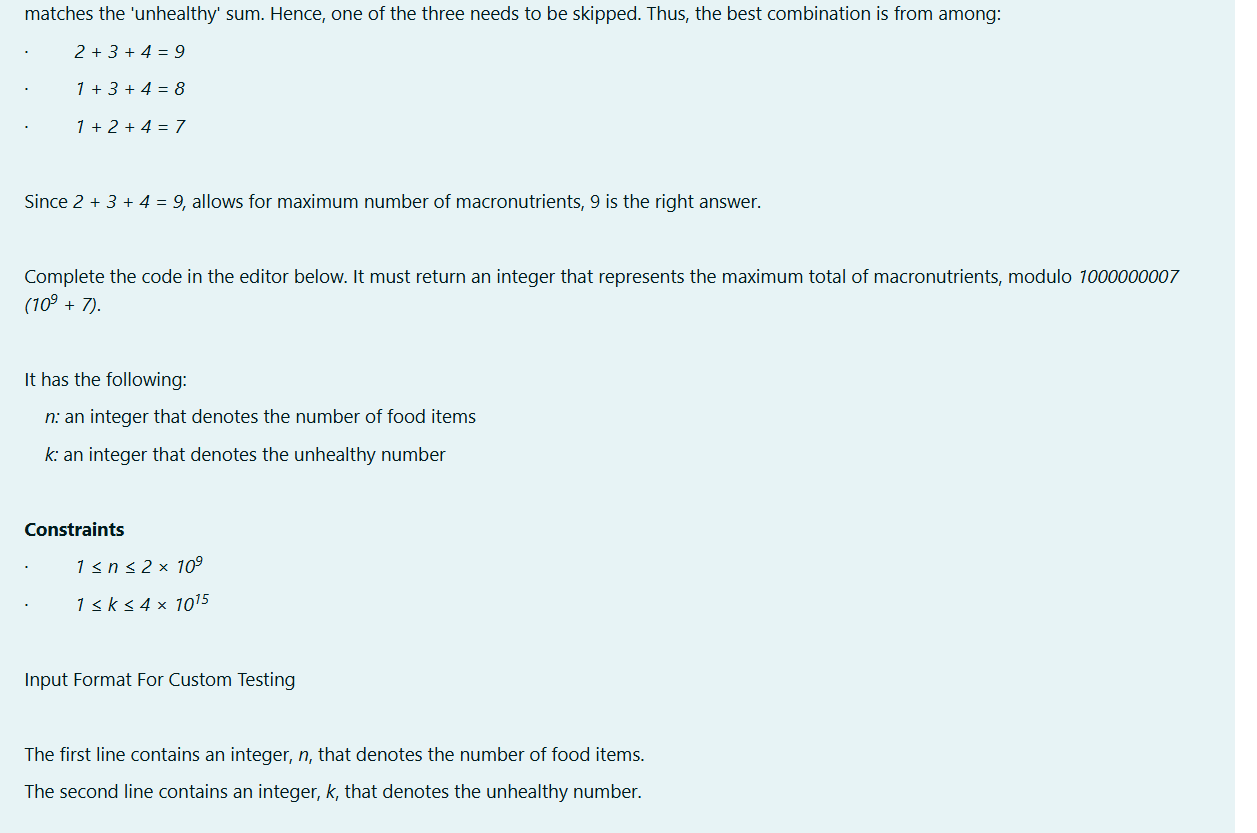 matches the 'unhealthy' sum. Hence, one of the three needs to be skipped. Thus, the best combination is from among:
· 2 + 3 + 4 = 9
· 1 + 3 + 4 = 8
· 1 + 2 + 4 = 7
Since 2 + 3 + 4 = 9, allows for maximum number of macronutrients, 9 is the right answer.
Complete the code in the editor below. It must return an integer that represents the maximum total of macronutrients, modulo 1000000007
(10⁹ + 7).
It has the following:
n: an integer that denotes the number of food items
k: an integer that denotes the unhealthy number
Constraints
· 1 ≤ n ≤ 2 × 10⁹
· 1 ≤ k ≤ 4 × 10¹⁵
Input Format For Custom Testing
The first line contains an integer, n, that denotes the number of food items.
The second line contains an integer, k, that denotes the unhealthy number.